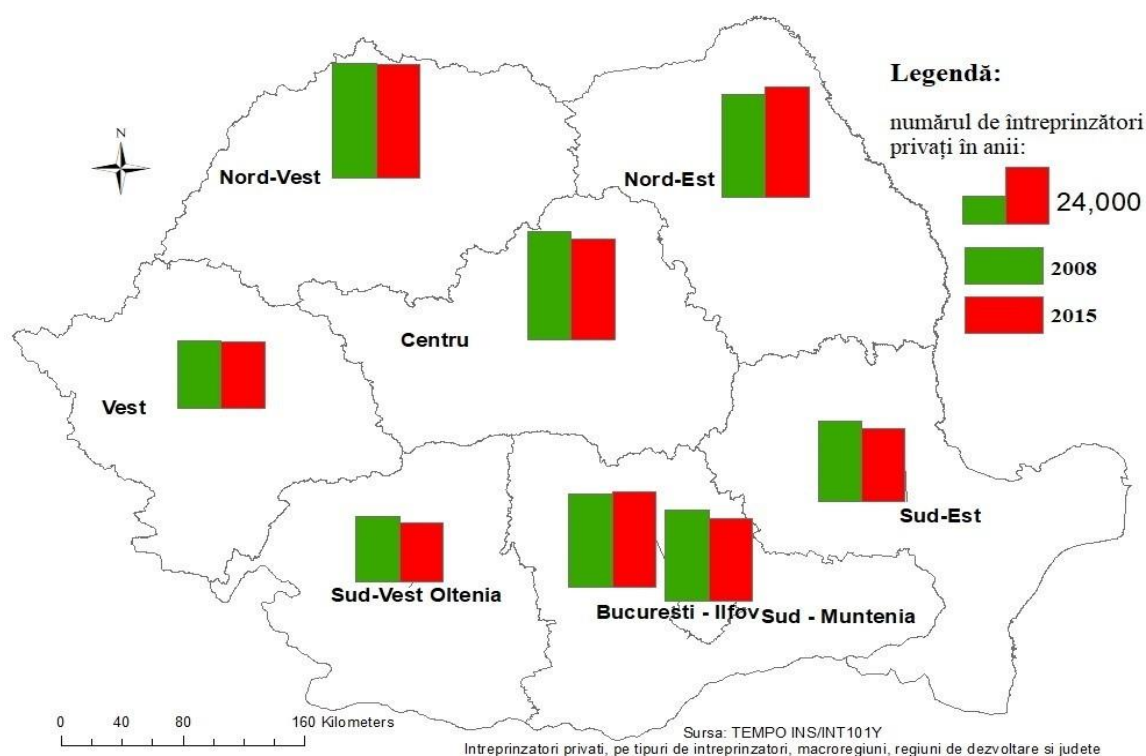 Legendă:
numărul de întreprinzători
privați în anii:
24,000
2008
2015
N
Nord-Vest
Nord-Est
Centru
Vest
Sud-Est
Sud-Vest Oltenia
Bucuresti - Ilfov
Sud - Muntenia
0 40 80 160 Kilometers
Sursa: TEMPO INS/INT101Y
Intreprinzatori privati, pe tipuri de intreprinzatori, macroregiuni, regiuni de dezvoltare si judete